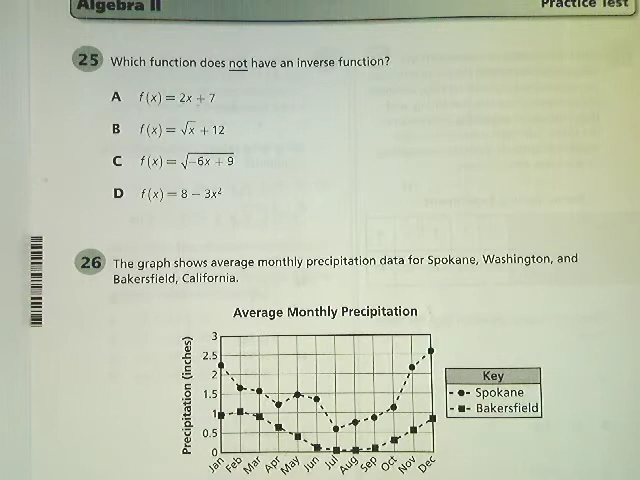 Algebra II
Practice Test
25 Which function does not have an inverse function?
A f(x) = 2x + 7
B f(x) = √x + 12
C f(x) = √(-6x + 9)
D f(x) = 8 − 3x²
26 The graph shows average monthly precipitation data for Spokane, Washington, and
Bakersfield, California.
Average Monthly Precipitation
Precipitation (inches)
3
2.5
2
1.5
1
0.5
0
Jan Feb Mar Apr May Jun Jul Aug Sep Oct Nov Dec
Key
Spokane
Bakersfield